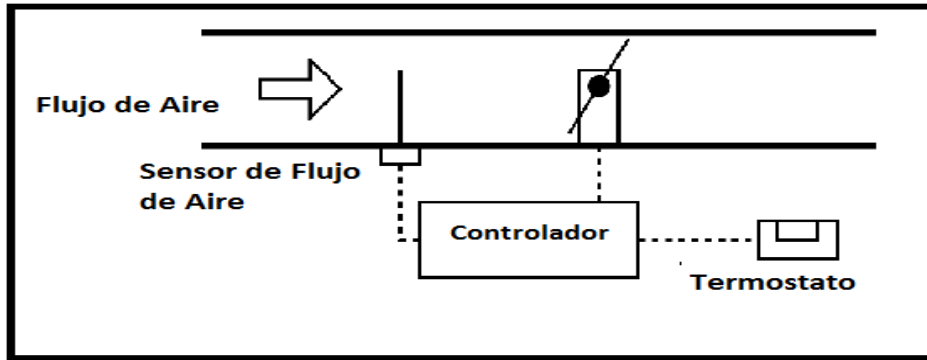 Flujo de Aire
Sensor de Flujo
de Aire
Controlador
Termostato